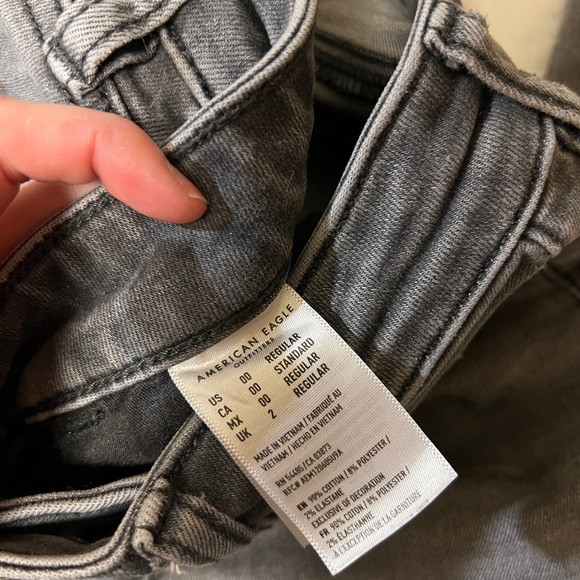 AMERICAN EAGLE
OUTFITTERS
US 00 REGULAR
CA 00 STANDARD
MX 00 REGULAR
UK 2 REGULAR
MADE IN VIETNAM / FABRIQUÉ AU
VIETNAM / HECHO EN VIETNAM
RN 54485/CA 03873
RFC# AEM120405U9A
EN 90% COTTON / 8% POLYESTER /
2% ELASTANE
EXCLUSIVE OF DECORATION
FR 90% COTON / 8% POLYESTER /
2% ÉLASTHANNE
À L'EXCEPTION DE LA GARNITURE